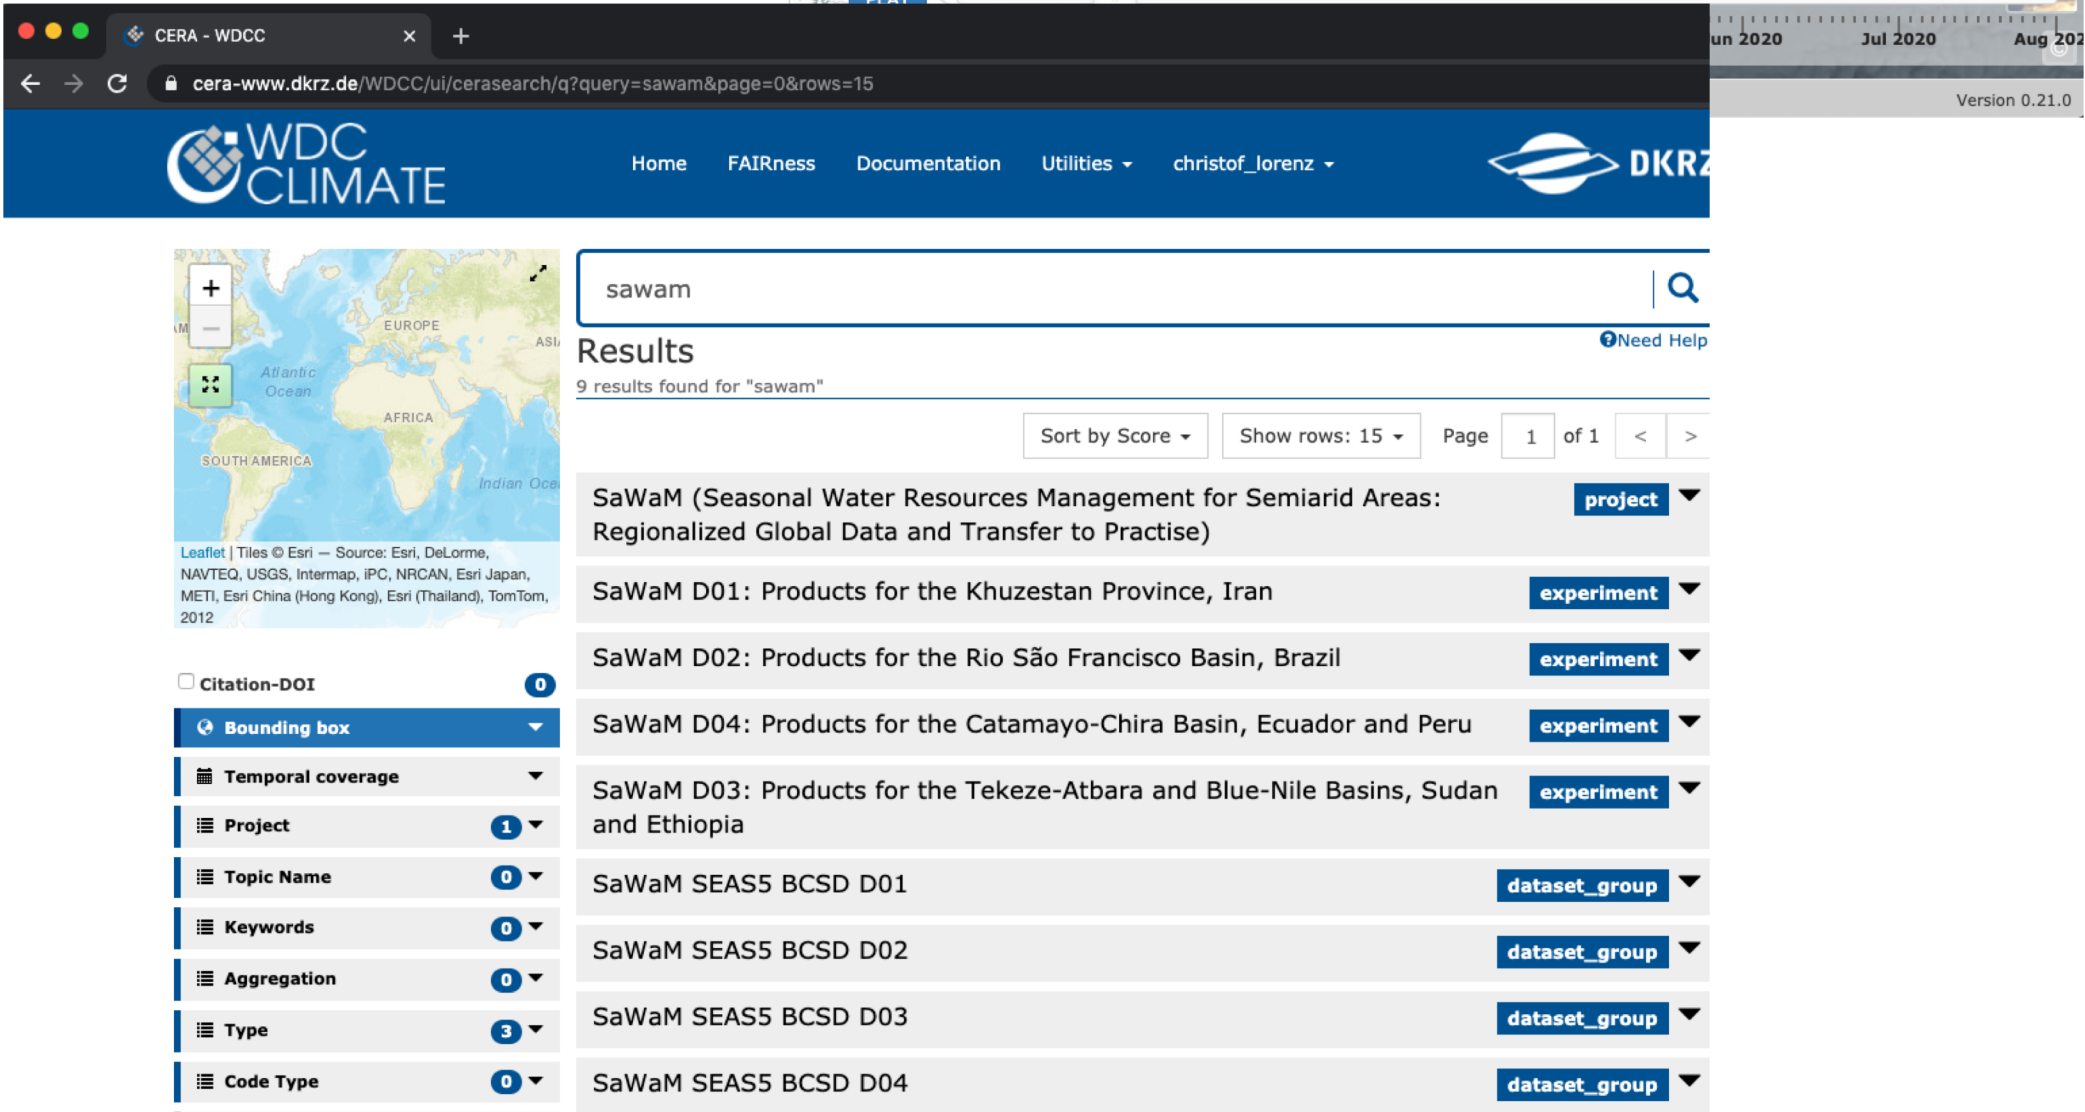 CERA - WDCC
cera-www.dkrz.de/WDCC/ui/cerasearch/q?query=sawam&page=0&rows=15
Jul 2020
Version 0.21.0
WDC
CLIMATE
Home
FAIRness
Documentation
Utilities
christof_lorenz
DKRZ
+
−
EUROPE
Atlantic
Ocean
AFRICA
SOUTH AMERICA
Leaflet | Tiles © Esri — Source: Esri, DeLorme,
NAVTEQ, USGS, Intermap, iPC, NRCAN, Esri Japan,
METI, Esri China (Hong Kong), Esri (Thailand), TomTom,
2012
Citation-DOI 0
Bounding box
Temporal coverage
Project 1
Topic Name 0
Keywords 0
Aggregation 0
Type 3
Code Type 0
sawam
Need Help
Results
9 results found for "sawam"
Sort by Score
Show rows: 15
Page 1 of 1 < >
SaWaM (Seasonal Water Resources Management for Semiarid Areas: project
Regionalized Global Data and Transfer to Practise)
SaWaM D01: Products for the Khuzestan Province, Iran experiment
SaWaM D02: Products for the Rio São Francisco Basin, Brazil experiment
SaWaM D04: Products for the Catamayo-Chira Basin, Ecuador and Peru experiment
SaWaM D03: Products for the Tekeze-Atbara and Blue-Nile Basins, Sudan experiment
and Ethiopia
SaWaM SEAS5 BCSD D01 dataset_group
SaWaM SEAS5 BCSD D02 dataset_group
SaWaM SEAS5 BCSD D03 dataset_group
SaWaM SEAS5 BCSD D04 dataset_group